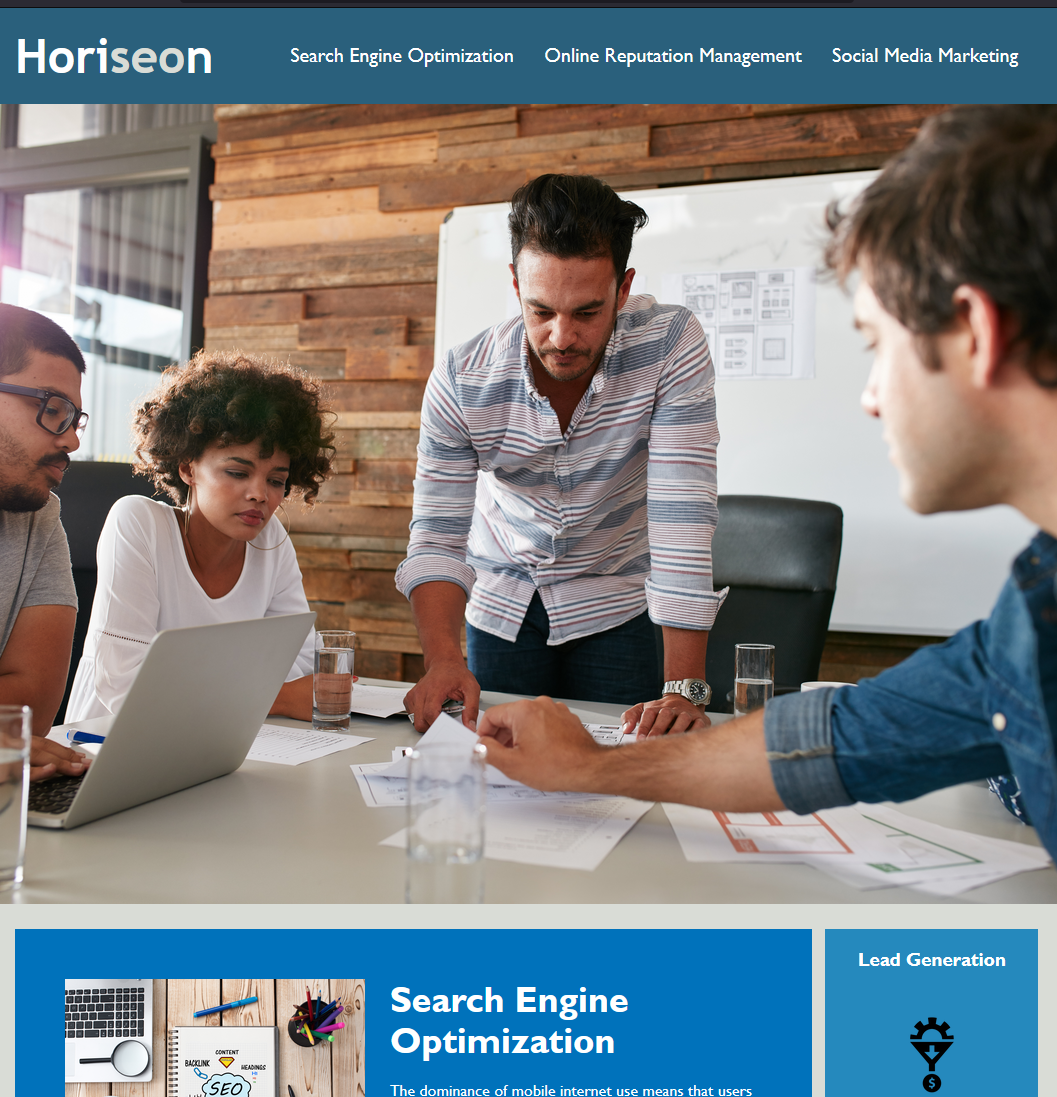 Horiseon
Search Engine Optimization
Online Reputation Management
Social Media Marketing
Search Engine
Optimization
The dominance of mobile internet use means that users
CONTENT
BACKLINK
HEADINGS
SEO
Lead Generation
$